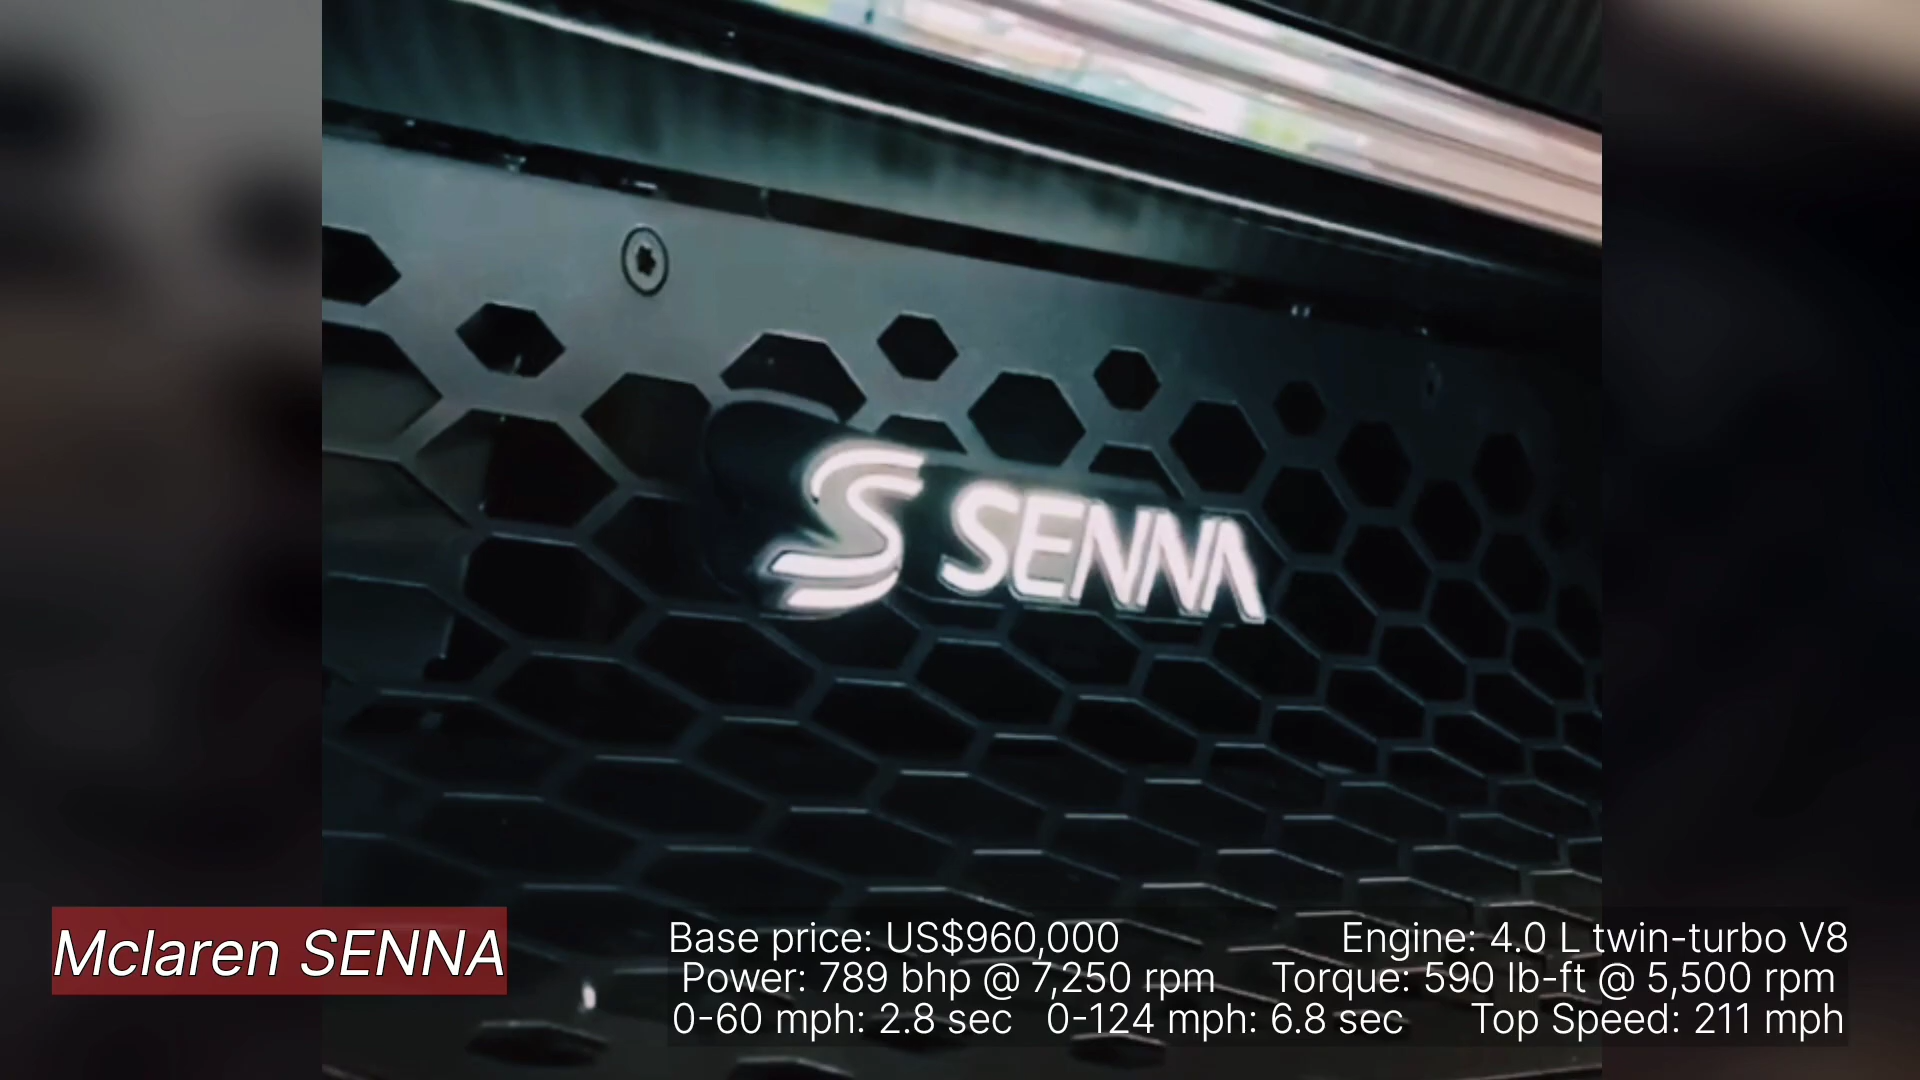 SENNA
Mclaren SENNA
Base price: US$960,000 Engine: 4.0 L twin-turbo V8
Power: 789 bhp @ 7,250 rpm Torque: 590 lb-ft @ 5,500 rpm
0-60 mph: 2.8 sec 0-124 mph: 6.8 sec Top Speed: 211 mph